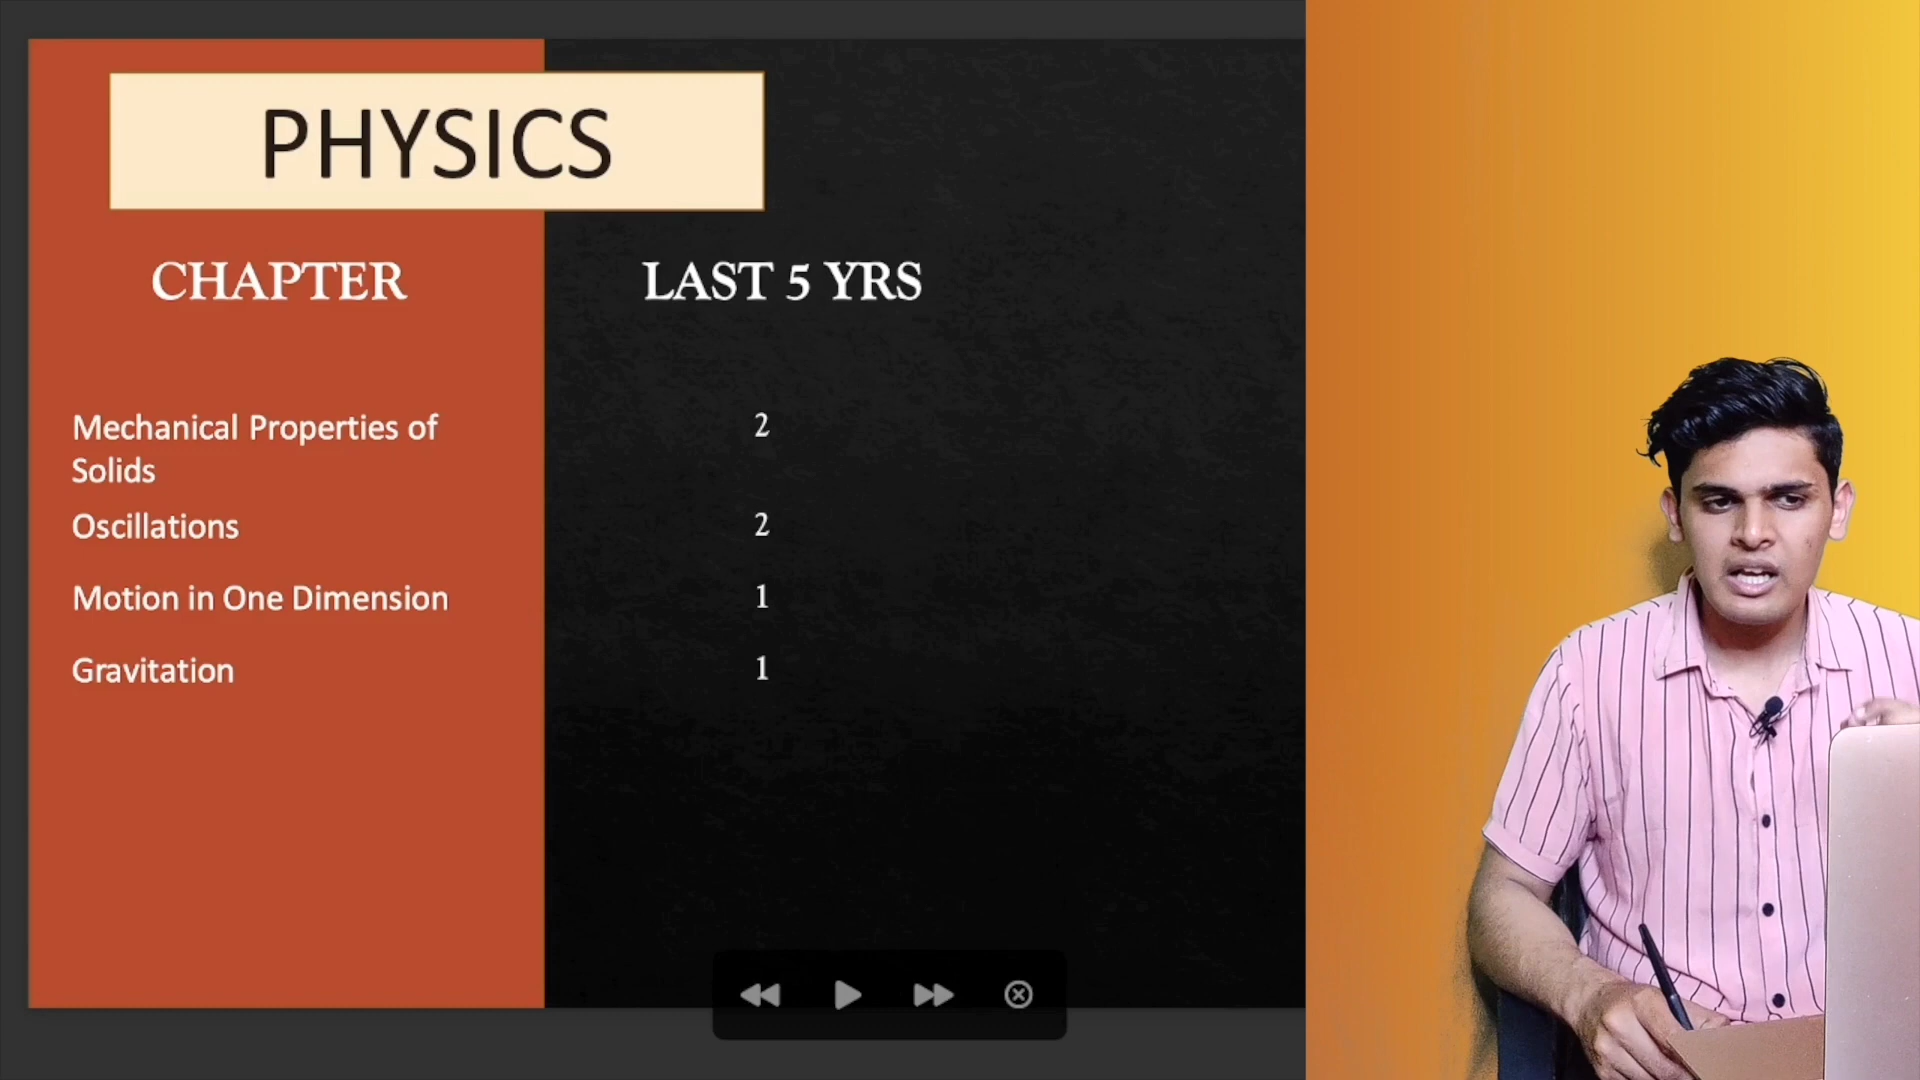 PHYSICS
CHAPTER
LAST 5 YRS
Mechanical Properties of
Solids
2
Oscillations
2
Motion in One Dimension
1
Gravitation
1